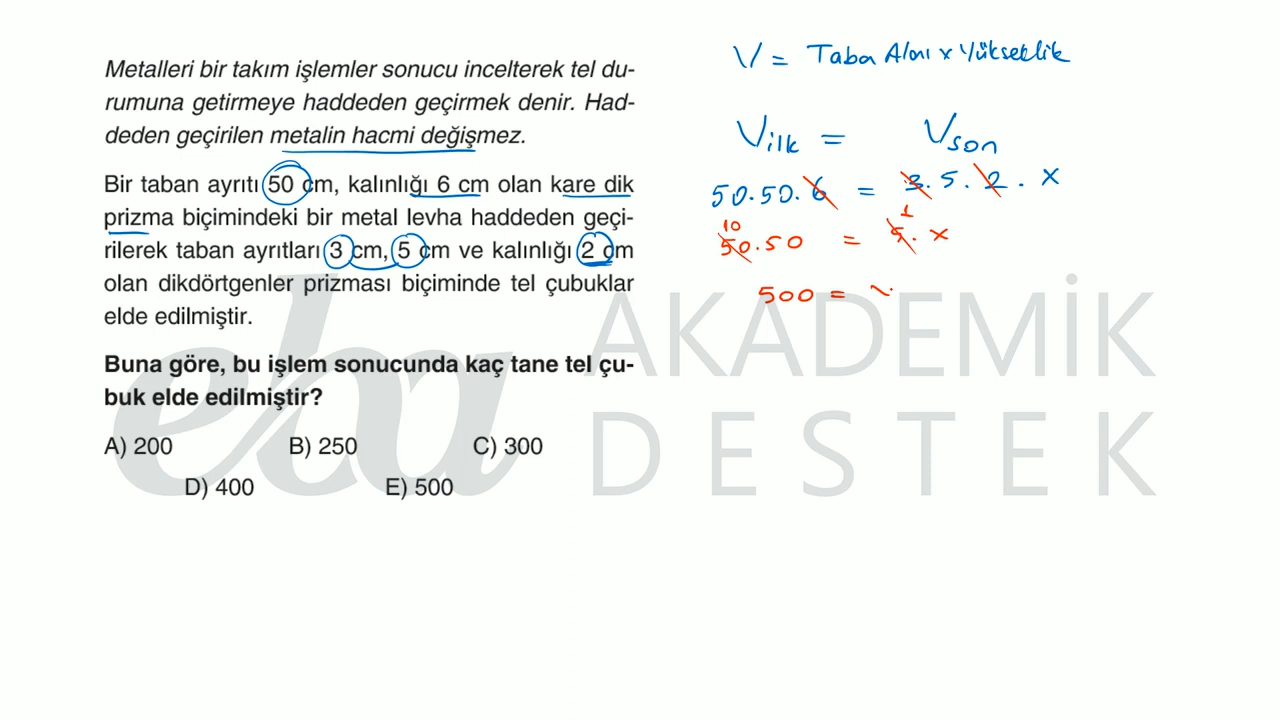 Metalleri bir takım işlemler sonucu incelterek tel du-
rumuna getirmeye haddeden geçirmek denir. Had-
deden geçirilen metalin hacmi değişmez.
Bir taban ayrıtı 50 cm, kalınlığı 6 cm olan kare dik
prizma biçimindeki bir metal levha haddeden geçi-
rilerek taban ayrıtları 3 cm, 5 cm ve kalınlığı 2 cm
olan dikdörtgenler prizması biçiminde tel çubuklar
elde edilmiştir.
Buna göre, bu işlem sonucunda kaç tane tel çu-
buk elde edilmiştir?
A) 200 B) 250 C) 300
D) 400 E) 500
V = Taban Alanı x Yükseklik
Vilk = Vson
50.50.6 = 3.5.2.x
10 1
50.50 = 5.x
500 =
eba AKADEMİK
DESTEK